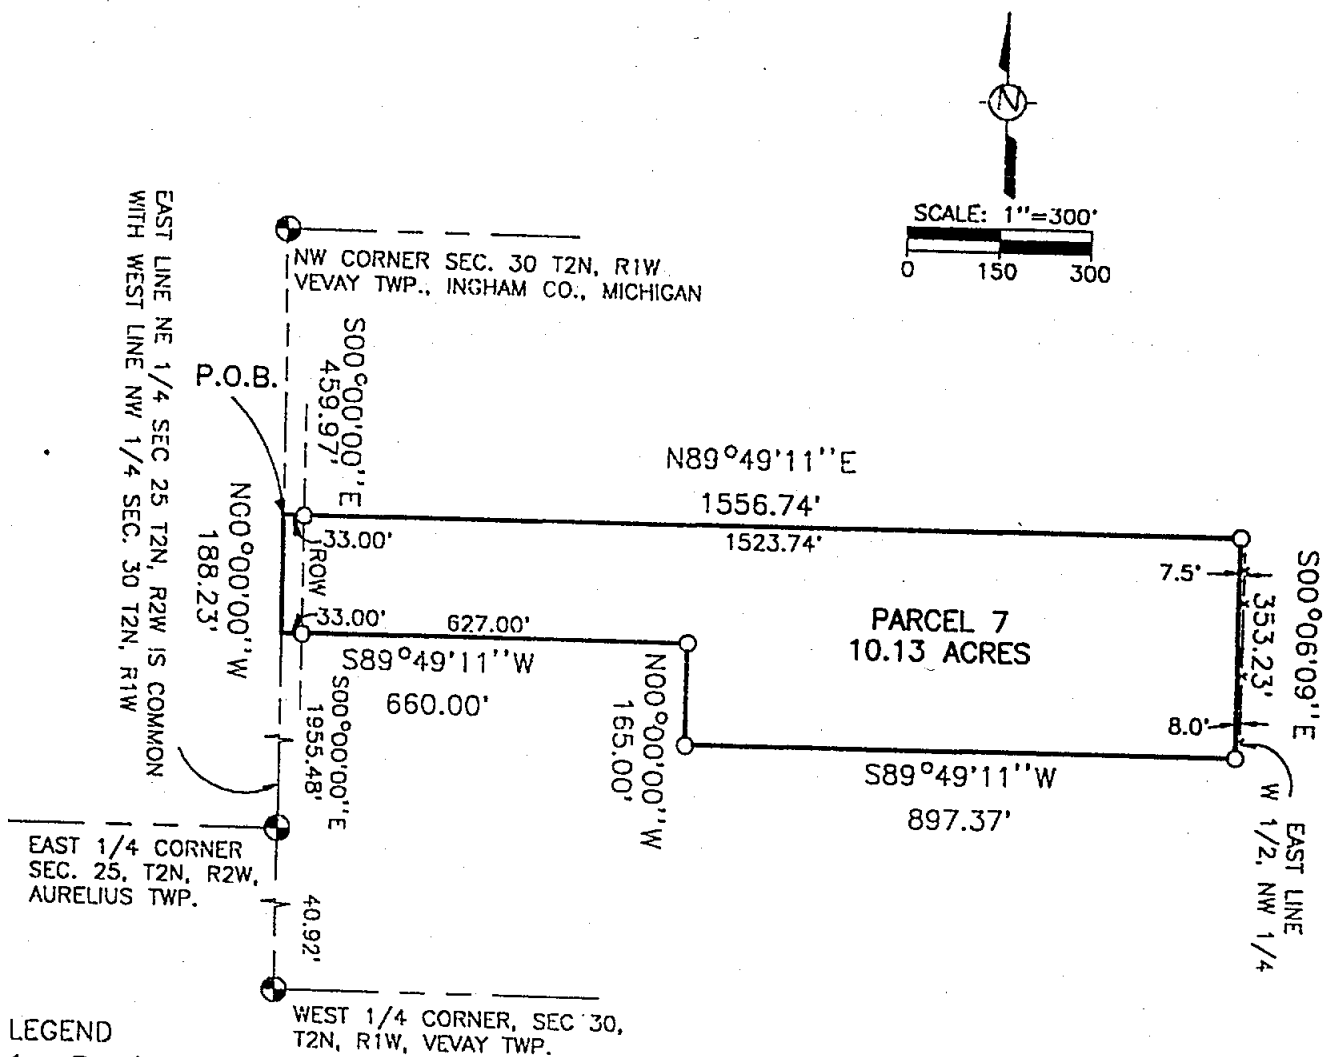 N
SCALE: 1"=300'
0 150 300
NW CORNER SEC. 30 T2N, R1W
VEVAY TWP., INGHAM CO., MICHIGAN
EAST LINE NE 1/4 SEC 25 T2N, R2W IS COMMON
WITH WEST LINE NW 1/4 SEC. 30 T2N, R1W
P.O.B.
S00°00'00"E
459.97'
N89°49'11"E
1556.74'
1523.74'
33.00'
ROW
33.00'
627.00'
S89°49'11"W
660.00'
N00°00'00"W
188.23'
PARCEL 7
10.13 ACRES
7.5'
353.23'
S00°06'09"E
8.0'
N00°00'00"W
165.00'
S89°49'11"W
897.37'
EAST LINE
W 1/2, NW 1/4
S00°00'00"E
1955.48'
EAST 1/4 CORNER
SEC. 25, T2N, R2W,
AURELIUS TWP.
40.92'
WEST 1/4 CORNER, SEC 30,
T2N, R1W, VEVAY TWP.
LEGEND